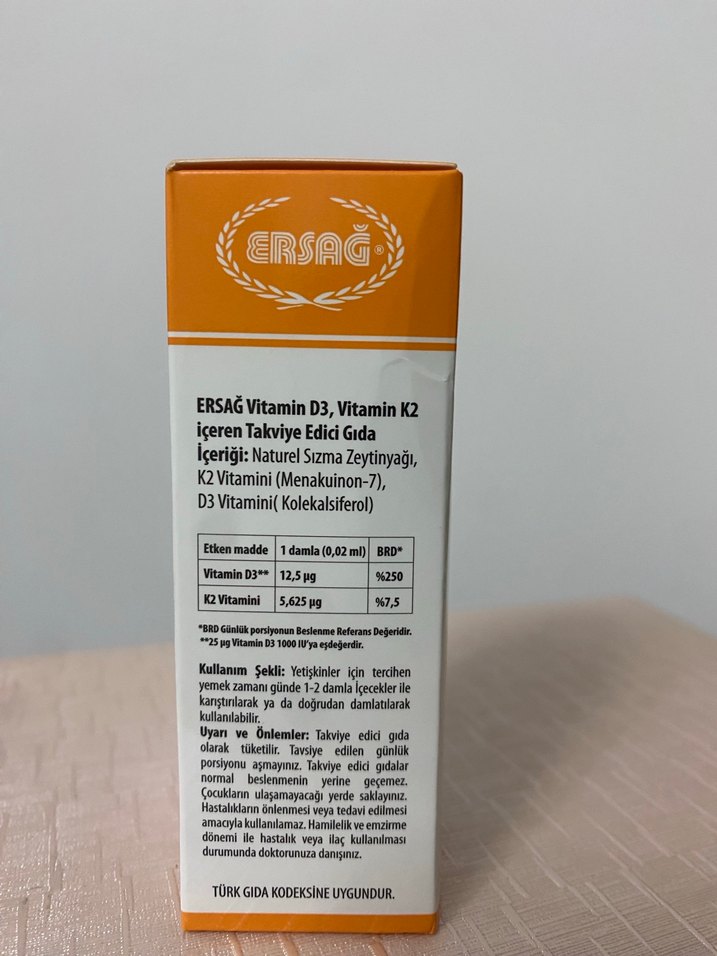 ERSAĞ®
ERSAĞ Vitamin D3, Vitamin K2
içeren Takviye Edici Gıda
İçeriği: Naturel Sızma Zeytinyağı,
K2 Vitamini (Menakuinon-7),
D3 Vitamini( Kolekalsiferol)
Etken madde 1 damla (0,02 ml) BRD*
Vitamin D3** 12,5 µg %250
K2 Vitamini 5,625 µg %7,5
*BRD Günlük porsiyonun Beslenme Referans Değeridir.
**25 µg Vitamin D3 1000 IU'ya eşdeğerdir.
Kullanım Şekli: Yetişkinler için tercihen
yemek zamanı günde 1-2 damla İçecekler ile
karıştırılarak ya da doğrudan damlatılarak
kullanılabilir.
Uyarı ve Önlemler: Takviye edici gıda
olarak tüketilir. Tavsiye edilen günlük
porsiyonu aşmayınız. Takviye edici gıdalar
normal beslenmenin yerine geçemez.
Çocukların ulaşamayacağı yerde saklayınız.
Hastalıkların önlenmesi veya tedavi edilmesi
amacıyla kullanılamaz. Hamilelik ve emzirme
dönemi ile hastalık veya ilaç kullanılması
durumunda doktorunuza danışınız.
TÜRK GIDA KODEKSİNE UYGUNDUR.